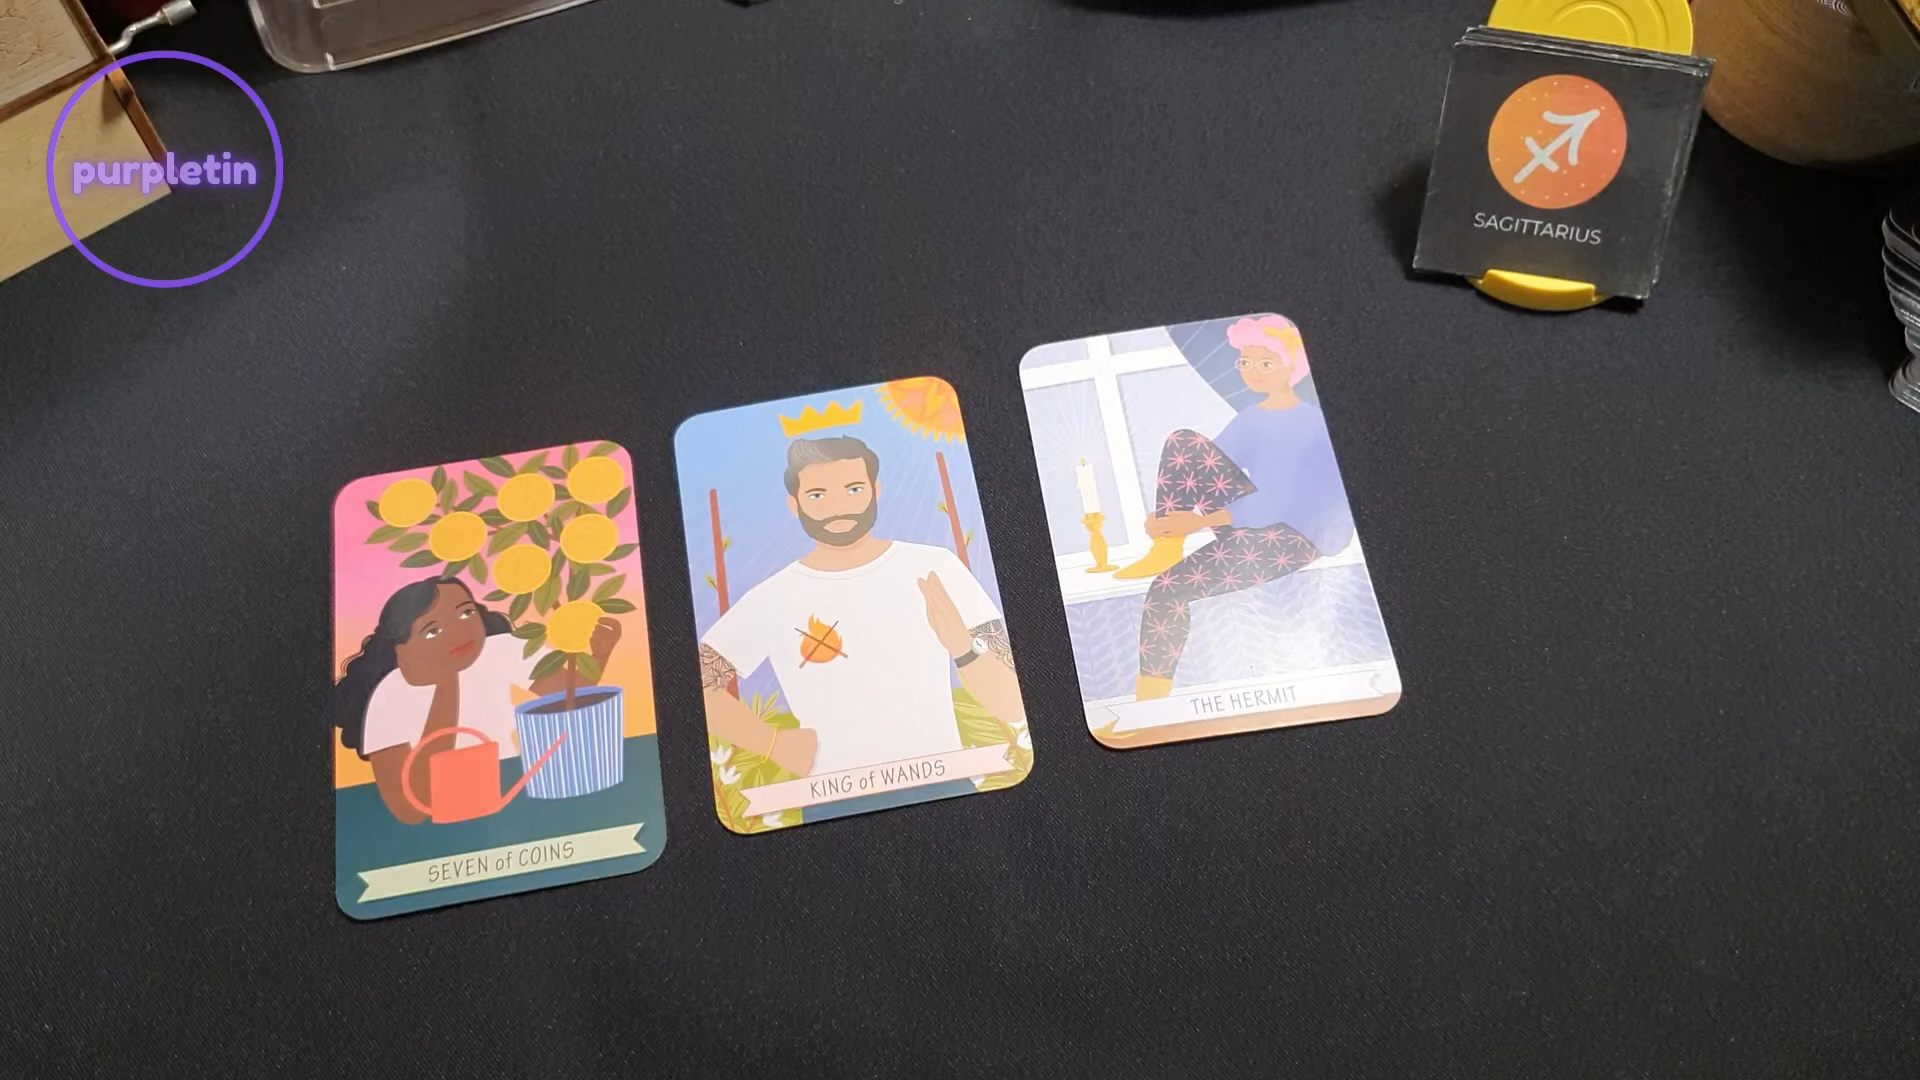 purpletin
SAGITTARIUS
SEVEN of COINS
KING of WANDS
THE HERMIT